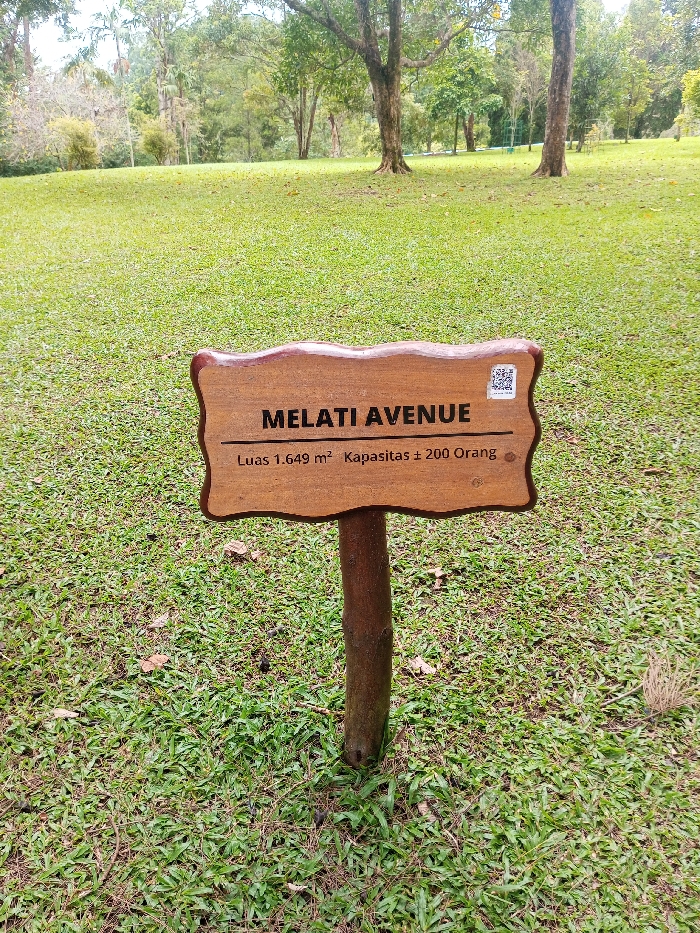 MELATI AVENUE
Luas 1.649 m² Kapasitas ± 200 Orang